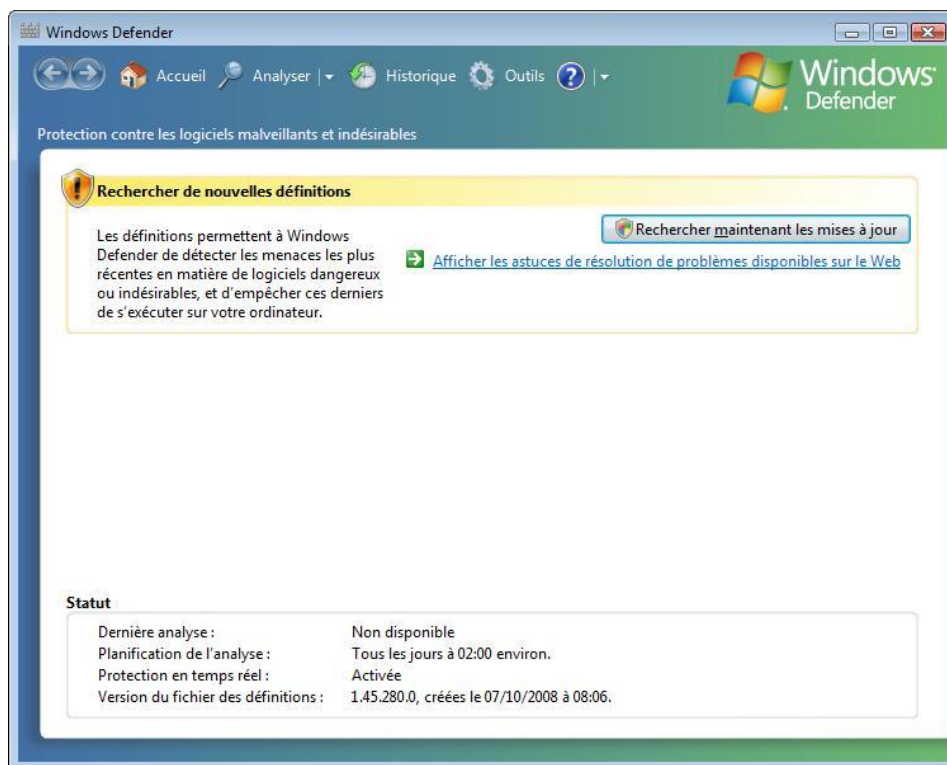 Windows Defender
Accueil Analyser Historique Outils ?
Windows
Defender
Protection contre les logiciels malveillants et indésirables
Rechercher de nouvelles définitions
Les définitions permettent à Windows
Defender de détecter les menaces les plus
récentes en matière de logiciels dangereux
ou indésirables, et d'empêcher ces derniers
de s'exécuter sur votre ordinateur.
Rechercher maintenant les mises à jour
Afficher les astuces de résolution de problèmes disponibles sur le Web
Statut
Dernière analyse : Non disponible
Planification de l'analyse : Tous les jours à 02:00 environ.
Protection en temps réel : Activée
Version du fichier des définitions : 1.45.280.0, créées le 07/10/2008 à 08:06.